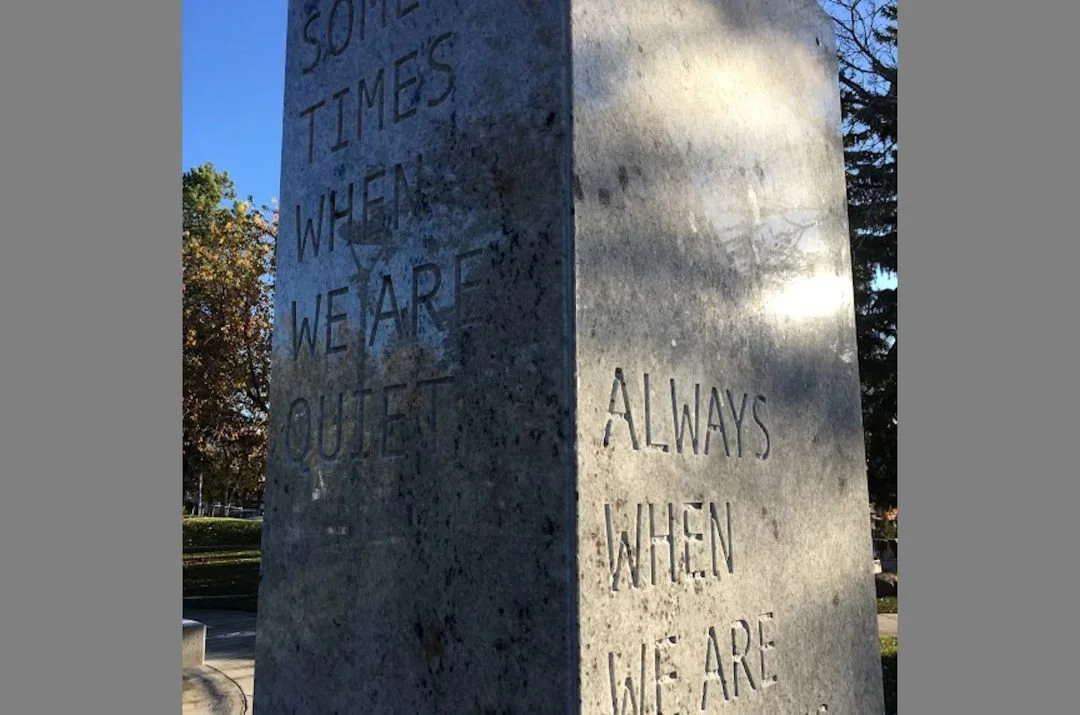 SOME
TIMES
WHEN
WE ARE
QUIET
ALWAYS
WHEN
WE ARE